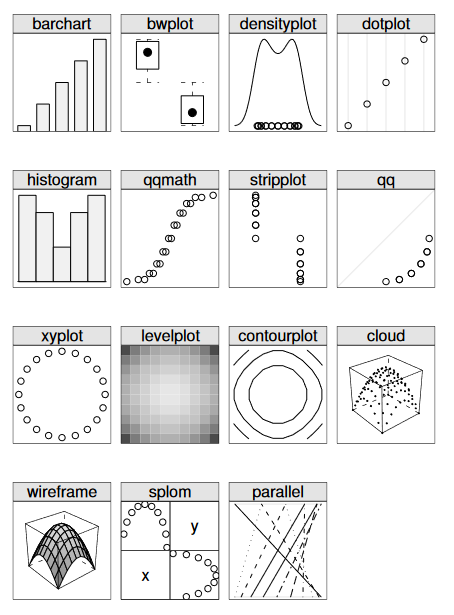 barchart
bwplot
densityplot
dotplot
histogram
qqmath
stripplot
qq
xyplot
levelplot
contourplot
cloud
wireframe
splom
parallel
y
x